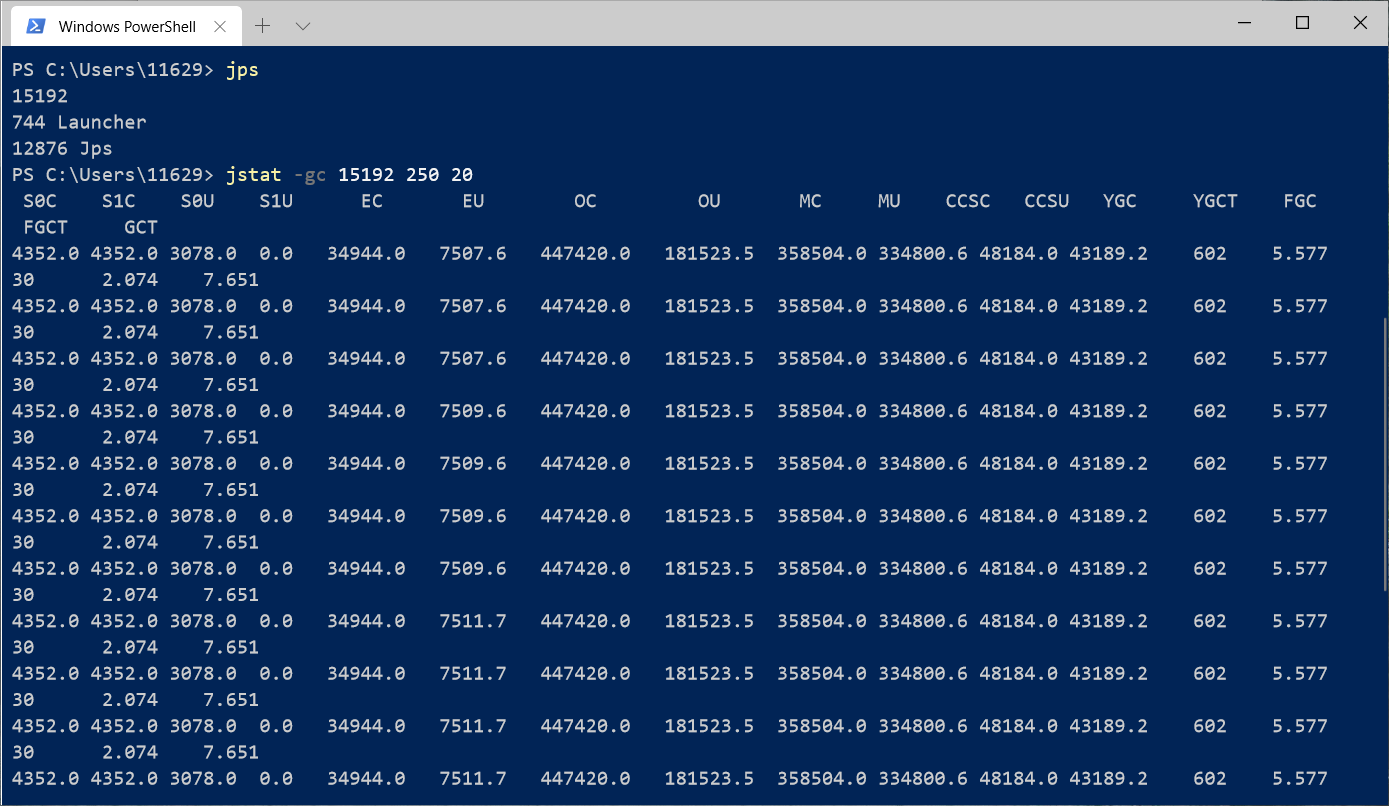 Windows PowerShell
PS C:\Users\11629> jps
15192
744 Launcher
12876 Jps
PS C:\Users\11629> jstat -gc 15192 250 20
S0C S1C S0U S1U EC EU OC OU MC MU CCSC CCSU YGC YGCT FGC
FGCT GCT
4352.0 4352.0 3078.0 0.0 34944.0 7507.6 447420.0 181523.5 358504.0 334800.6 48184.0 43189.2 602 5.577
30 2.074 7.651
4352.0 4352.0 3078.0 0.0 34944.0 7507.6 447420.0 181523.5 358504.0 334800.6 48184.0 43189.2 602 5.577
30 2.074 7.651
4352.0 4352.0 3078.0 0.0 34944.0 7507.6 447420.0 181523.5 358504.0 334800.6 48184.0 43189.2 602 5.577
30 2.074 7.651
4352.0 4352.0 3078.0 0.0 34944.0 7509.6 447420.0 181523.5 358504.0 334800.6 48184.0 43189.2 602 5.577
30 2.074 7.651
4352.0 4352.0 3078.0 0.0 34944.0 7509.6 447420.0 181523.5 358504.0 334800.6 48184.0 43189.2 602 5.577
30 2.074 7.651
4352.0 4352.0 3078.0 0.0 34944.0 7509.6 447420.0 181523.5 358504.0 334800.6 48184.0 43189.2 602 5.577
30 2.074 7.651
4352.0 4352.0 3078.0 0.0 34944.0 7509.6 447420.0 181523.5 358504.0 334800.6 48184.0 43189.2 602 5.577
30 2.074 7.651
4352.0 4352.0 3078.0 0.0 34944.0 7511.7 447420.0 181523.5 358504.0 334800.6 48184.0 43189.2 602 5.577
30 2.074 7.651
4352.0 4352.0 3078.0 0.0 34944.0 7511.7 447420.0 181523.5 358504.0 334800.6 48184.0 43189.2 602 5.577
30 2.074 7.651
4352.0 4352.0 3078.0 0.0 34944.0 7511.7 447420.0 181523.5 358504.0 334800.6 48184.0 43189.2 602 5.577
30 2.074 7.651
4352.0 4352.0 3078.0 0.0 34944.0 7511.7 447420.0 181523.5 358504.0 334800.6 48184.0 43189.2 602 5.577